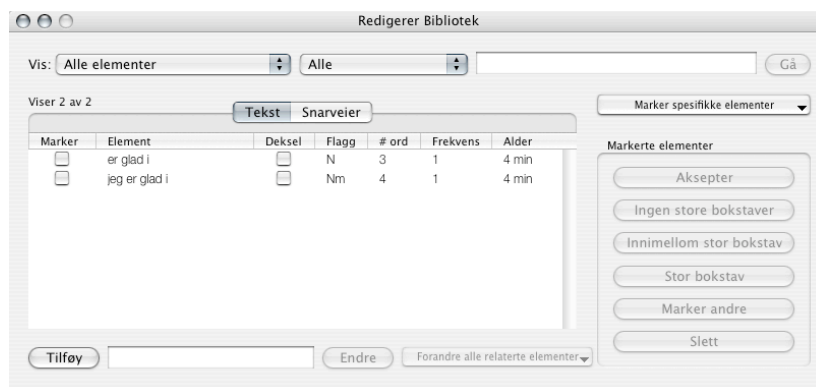 Redigerer Bibliotek
Vis: Alle elementer Alle Gå
Viser 2 av 2
Tekst Snarveier
Marker spesifikke elementer
Marker Element Deksel Flagg # ord Frekvens Alder
er glad i N 3 1 4 min
jeg er glad i Nm 4 1 4 min
Markerte elementer
Aksepter
Ingen store bokstaver
Innimellom stor bokstav
Stor bokstav
Marker andre
Slett
Tilføy Endre Forandre alle relaterte elementer